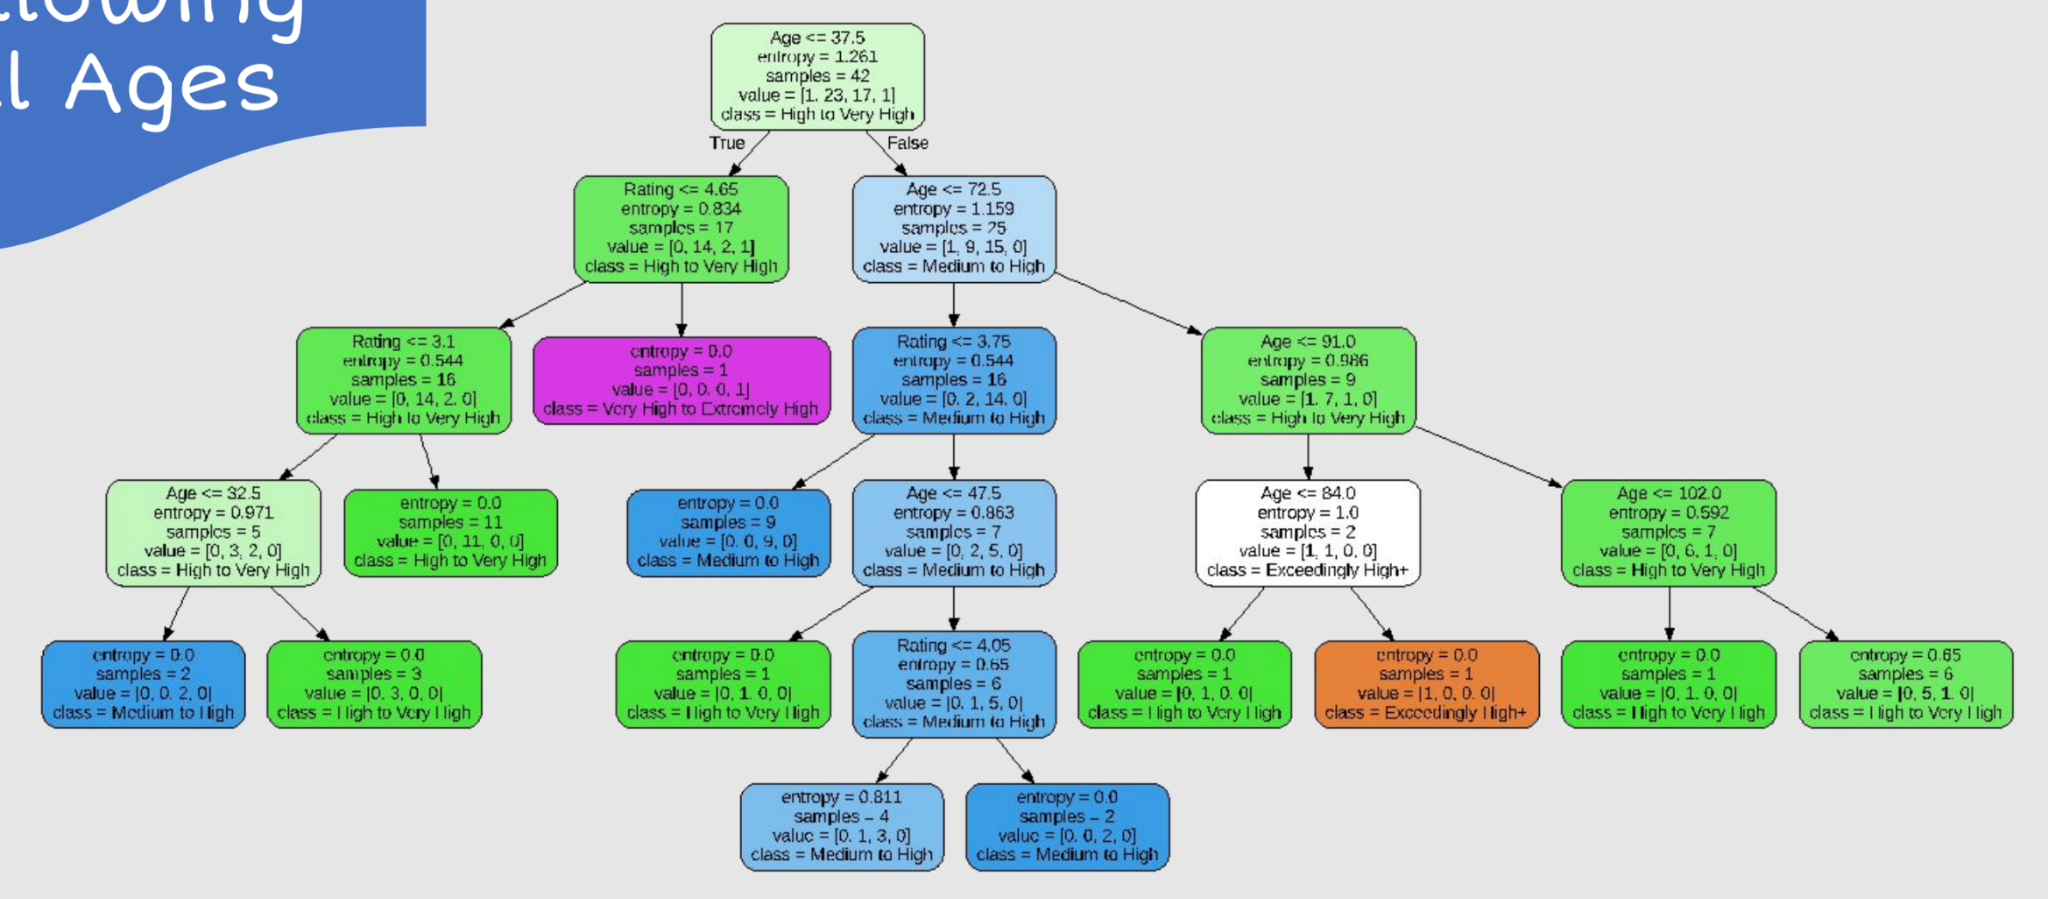 llowing
l Ages
Age <= 37.5
entropy = 1.261
samples = 42
value = [1. 23, 17, 1]
class = High to Very High
True
False
Rating <= 4.65
entropy = 0.834
samples = 17
value = [0, 14, 2, 1]
class = High to Very High
Age <= 72.5
entropy = 1.159
samples = 25
value = [1, 9, 15, 0]
class = Medium to High
Rating <= 3.1
entropy = 0.544
samples = 16
value = [0, 14, 2. 0]
class = High to Very High
entropy = 0.0
samples = 1
value = [0, 0. 0, 1]
class = Very High to Extremely High
Rating <= 3.75
entropy = 0.544
samples = 16
value = [0. 2, 14. 0]
class = Medium to High
Age <= 91.0
entropy = 0.986
samples = 9
value = [1. 7, 1, 0]
class = High to Very High
Age <= 32.5
entropy = 0.971
samples = 5
value = [0, 3, 2, 0]
class = High to Very High
entropy = 0.0
samples = 11
value = [0, 11, 0, 0]
class = High to Very High
entropy = 0.0
samples = 9
value = [0. 0, 9, 0]
class = Medium to High
Age <= 47.5
entropy = 0.863
samples = 7
value = [0, 2, 5, 0]
class = Medium to High
Age <= 84.0
entropy = 1.0
samples = 2
value = [1, 1, 0, 0]
class = Exceedingly High+
Age <= 102.0
entropy = 0.592
samples = 7
value = [0, 6, 1, 0]
class = High to Very High
entropy = 0.0
samples = 2
value = [0, 0. 2, 0]
class = Medium to High
entropy = 0.0
samples = 3
value = [0. 3, 0, 0]
class = High to Very High
entropy = 0.0
samples = 1
value = [0, 1. 0, 0]
class = High to Very High
Rating <= 4.05
entropy = 0.65
samples = 6
value = [0. 1, 5, 0]
class = Medium to High
entropy = 0.0
samples = 1
value = [0, 1, 0. 0]
class = High to Very High
entropy = 0.0
samples = 1
value = [1, 0, 0. 0]
class = Exceedingly High+
entropy = 0.0
samples = 1
value = [0, 1. 0, 0]
class = High to Very High
entropy = 0.65
samples = 6
value = [0, 5, 1. 0]
class = High to Very High
entropy = 0.811
samples = 4
value = [0. 1, 3, 0]
class = Medium to High
entropy = 0.0
samples = 2
value = [0. 0, 2, 0]
class = Medium to High